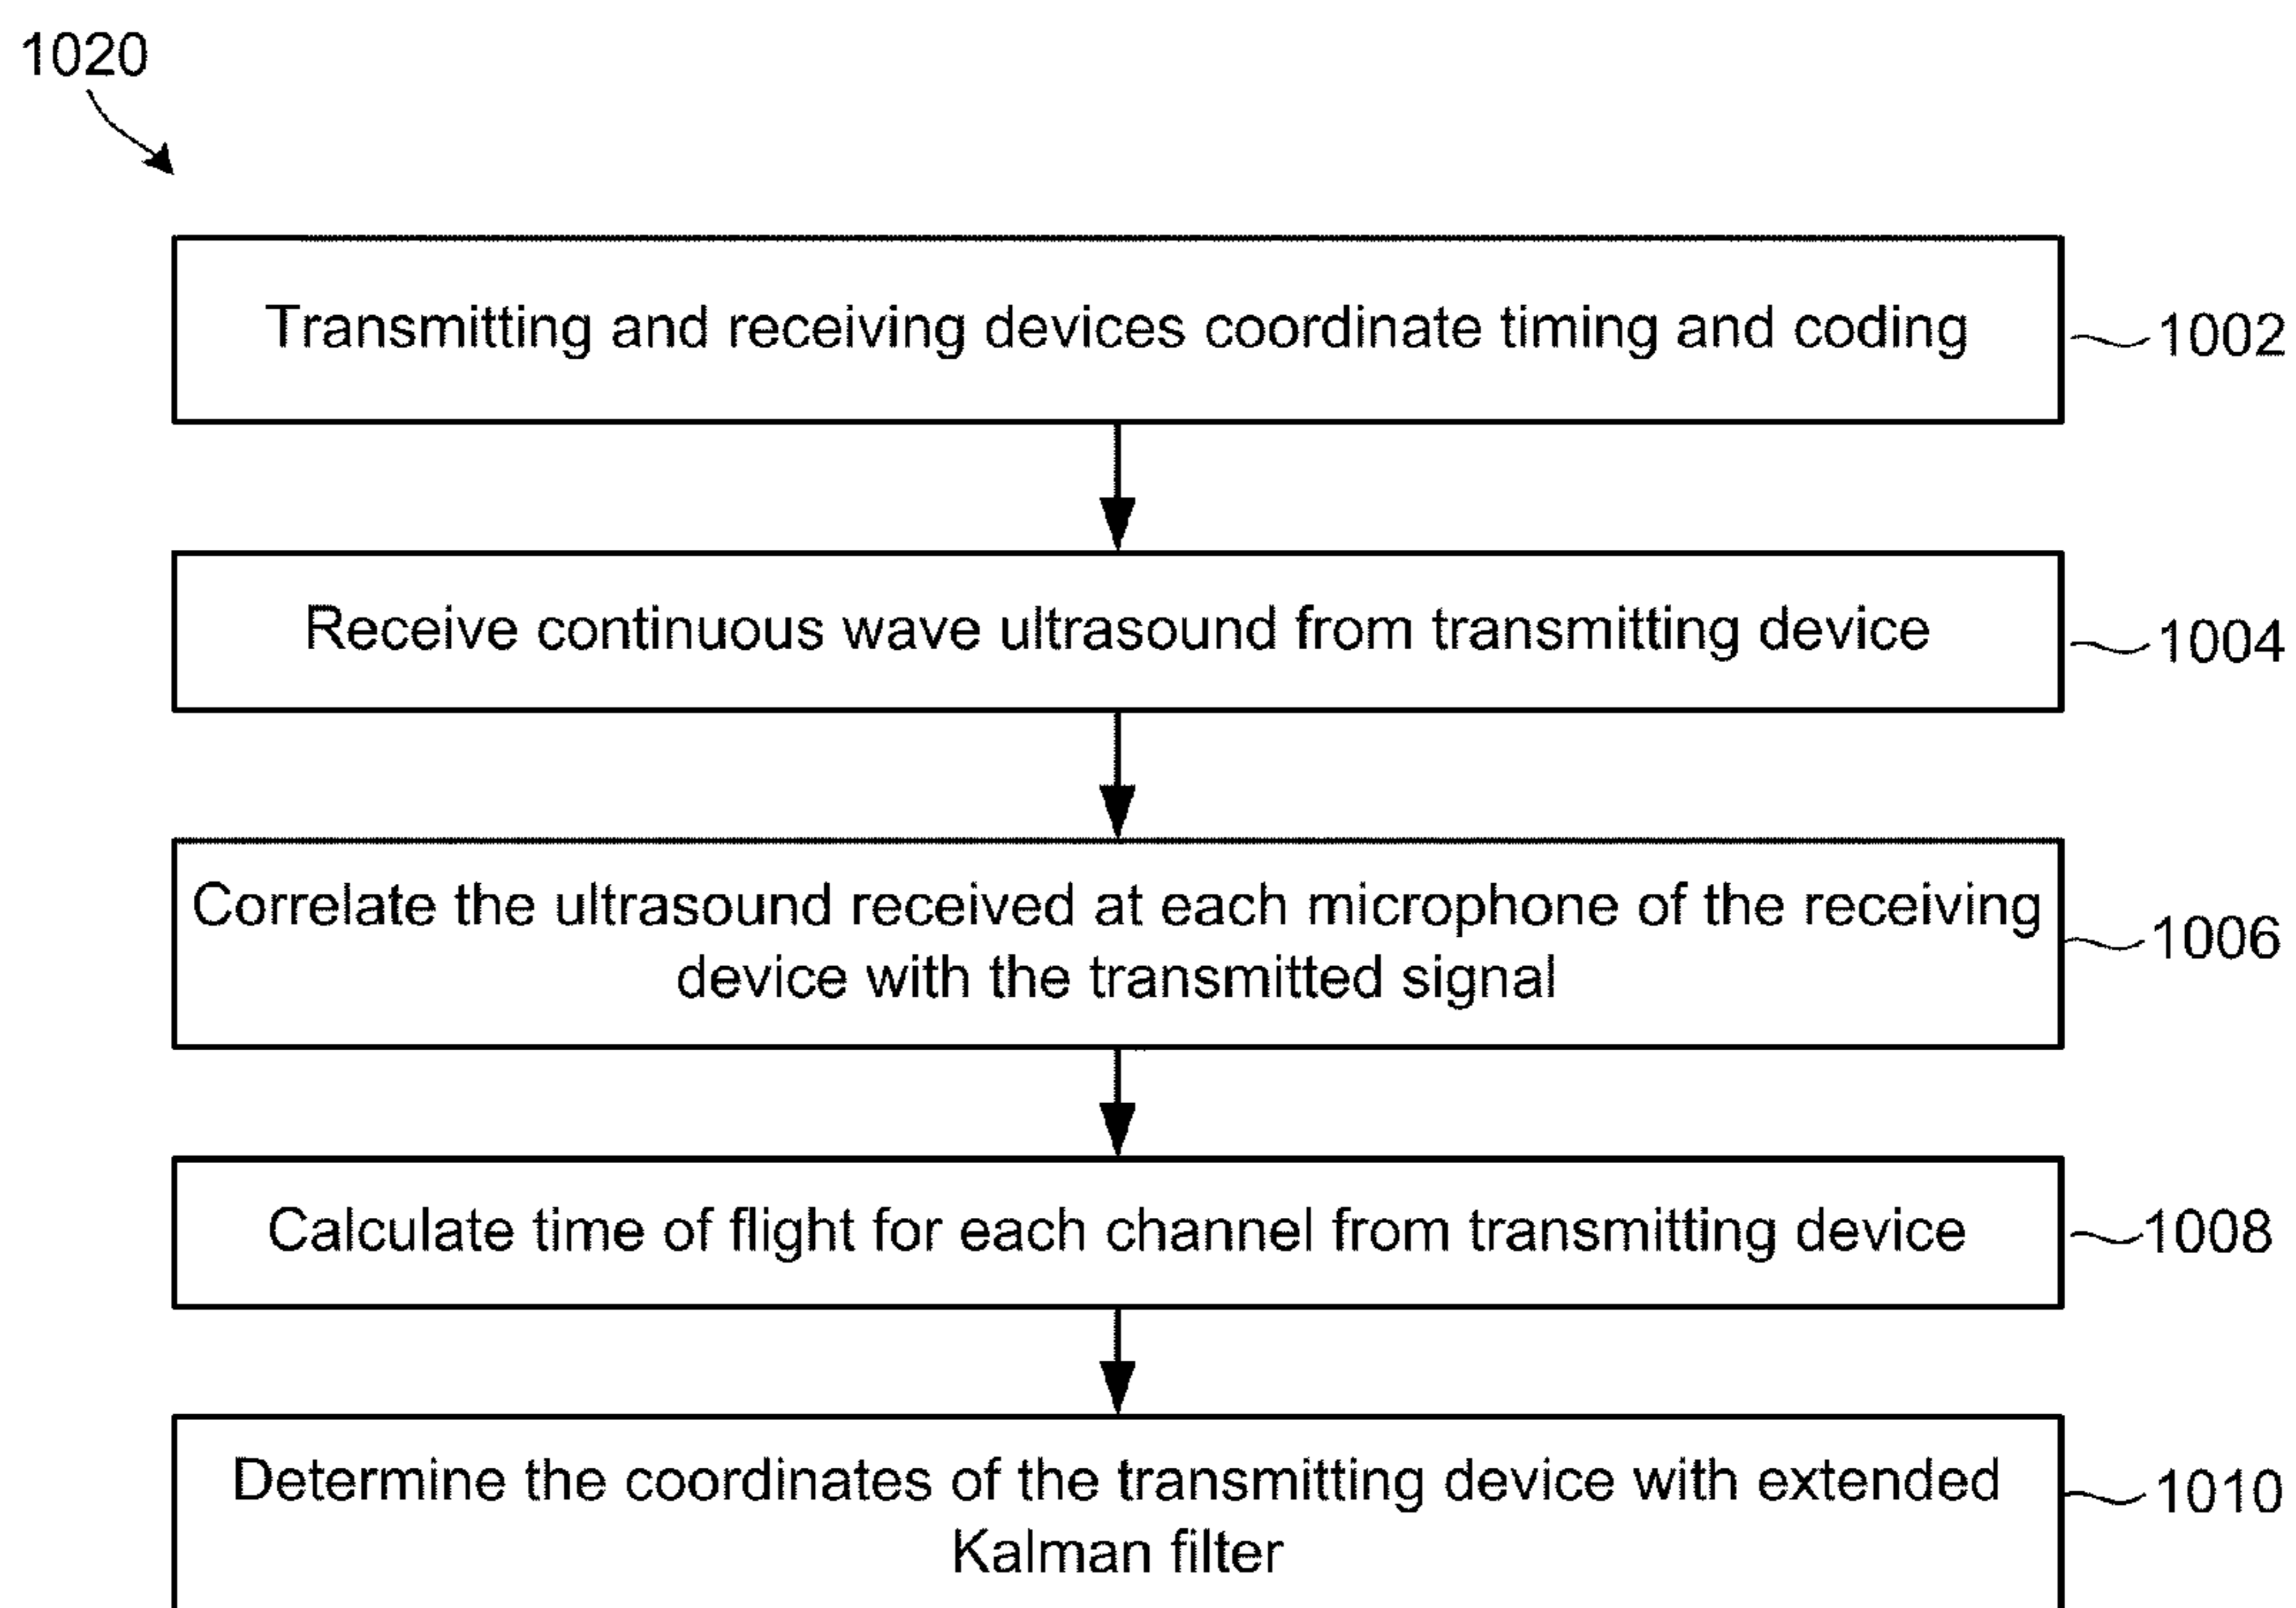 1020
Transmitting and receiving devices coordinate timing and coding
1002
Receive continuous wave ultrasound from transmitting device
1004
Correlate the ultrasound received at each microphone of the receiving
device with the transmitted signal
1006
Calculate time of flight for each channel from transmitting device
1008
Determine the coordinates of the transmitting device with extended
Kalman filter
1010